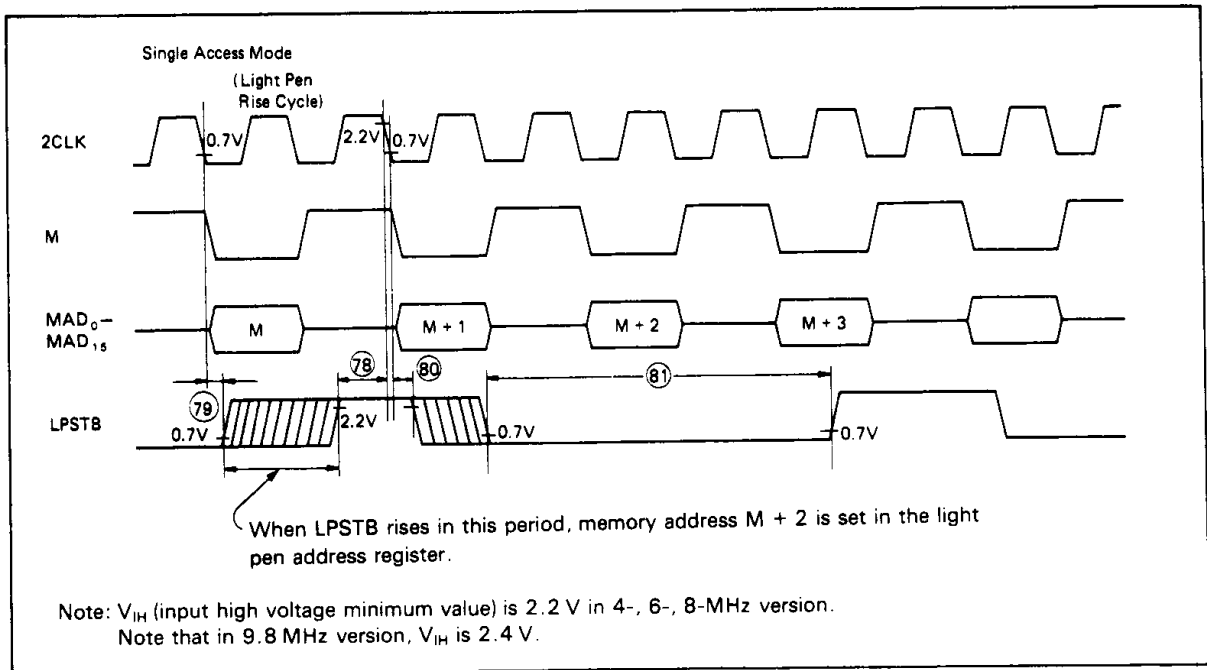 Single Access Mode
(Light Pen
Rise Cycle)
2CLK
0.7V
2.2V
0.7V
M
MAD₀–
MAD₁₅
M
M + 1
M + 2
M + 3
78
80
81
79
LPSTB
0.7V
2.2V
0.7V
0.7V
When LPSTB rises in this period, memory address M + 2 is set in the light
pen address register.
Note: V_IH (input high voltage minimum value) is 2.2 V in 4-, 6-, 8-MHz version.
Note that in 9.8 MHz version, V_IH is 2.4 V.